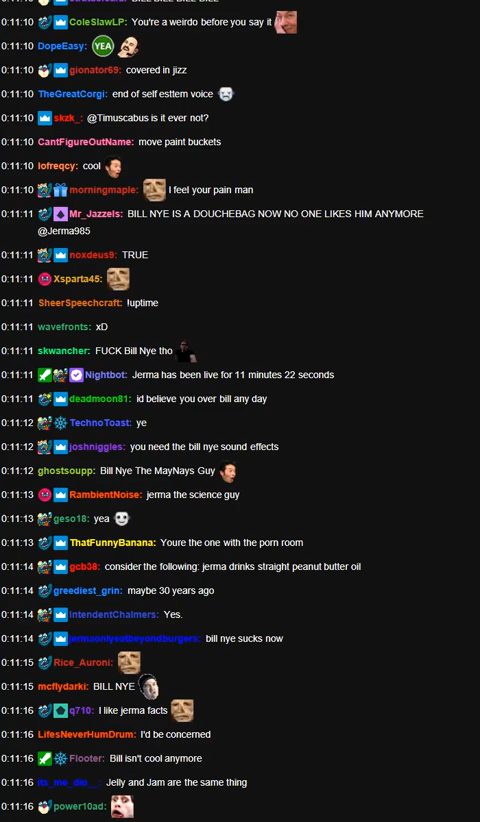 0:11:10 ColeSlawLP: You're a weirdo before you say it
0:11:10 DopeEasy: YEA
0:11:10 gionator69: covered in jizz
0:11:10 TheGreatCorgi: end of self esttem voice
0:11:10 skzk_: @Timuscabus is it ever not?
0:11:10 CantFigureOutName: move paint buckets
0:11:10 lofreqcy: cool
0:11:10 morningmaple: I feel your pain man
0:11:11 Mr_Jazzels: BILL NYE IS A DOUCHEBAG NOW NO ONE LIKES HIM ANYMORE
@Jerma985
0:11:11 noxdeus9: TRUE
0:11:11 Xsparta45:
0:11:11 SheerSpeechcraft: !uptime
0:11:11 wavefronts: xD
0:11:11 skwancher: FUCK Bill Nye tho
0:11:11 Nightbot: Jerma has been live for 11 minutes 22 seconds
0:11:11 deadmoon81: id believe you over bill any day
0:11:12 TechnoToast: ye
0:11:12 joshniggles: you need the bill nye sound effects
0:11:12 ghostsoupp: Bill Nye The MayNays Guy
0:11:13 RambientNoise: jerma the science guy
0:11:13 geso18: yea
0:11:13 ThatFunnyBanana: Youre the one with the porn room
0:11:14 gcb38: consider the following: jerma drinks straight peanut butter oil
0:11:14 greediest_grin: maybe 30 years ago
0:11:14 IntendentChalmers: Yes.
0:11:14 jermaonlyeatbeyondburgers: bill nye sucks now
0:11:15 Rice_Auroni:
0:11:15 mcflydarki: BILL NYE
0:11:16 q710: I like jerma facts
0:11:16 LifesNeverHumDrum: I'd be concerned
0:11:16 Flooter: Bill isn't cool anymore
0:11:16 its_me_dio__: Jelly and Jam are the same thing
0:11:16 power10ad: